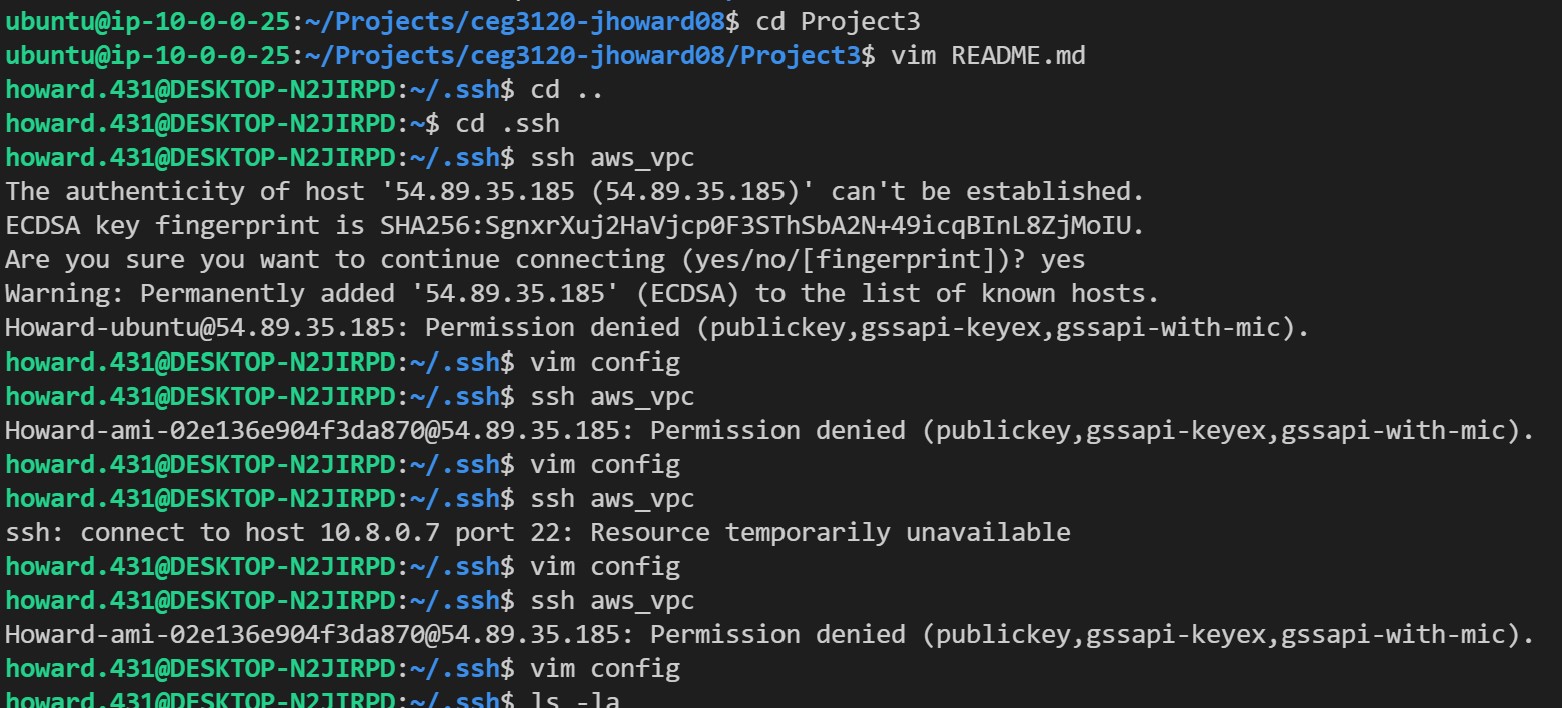 ubuntu@ip-10-0-0-25:~/Projects/ceg3120-jhoward08$ cd Project3
ubuntu@ip-10-0-0-25:~/Projects/ceg3120-jhoward08/Project3$ vim README.md
howard.431@DESKTOP-N2JIRPD:~/.ssh$ cd ..
howard.431@DESKTOP-N2JIRPD:~$ cd .ssh
howard.431@DESKTOP-N2JIRPD:~/.ssh$ ssh aws_vpc
The authenticity of host '54.89.35.185 (54.89.35.185)' can't be established.
ECDSA key fingerprint is SHA256:SgnxrXuj2HaVjcp0F3SThSbA2N+49icqBInL8ZjMoIU.
Are you sure you want to continue connecting (yes/no/[fingerprint])? yes
Warning: Permanently added '54.89.35.185' (ECDSA) to the list of known hosts.
Howard-ubuntu@54.89.35.185: Permission denied (publickey,gssapi-keyex,gssapi-with-mic).
howard.431@DESKTOP-N2JIRPD:~/.ssh$ vim config
howard.431@DESKTOP-N2JIRPD:~/.ssh$ ssh aws_vpc
Howard-ami-02e136e904f3da870@54.89.35.185: Permission denied (publickey,gssapi-keyex,gssapi-with-mic).
howard.431@DESKTOP-N2JIRPD:~/.ssh$ vim config
howard.431@DESKTOP-N2JIRPD:~/.ssh$ ssh aws_vpc
ssh: connect to host 10.8.0.7 port 22: Resource temporarily unavailable
howard.431@DESKTOP-N2JIRPD:~/.ssh$ vim config
howard.431@DESKTOP-N2JIRPD:~/.ssh$ ssh aws_vpc
Howard-ami-02e136e904f3da870@54.89.35.185: Permission denied (publickey,gssapi-keyex,gssapi-with-mic).
howard.431@DESKTOP-N2JIRPD:~/.ssh$ vim config
howard.431@DESKTOP-N2JIRPD:~/.ssh$ ls -la